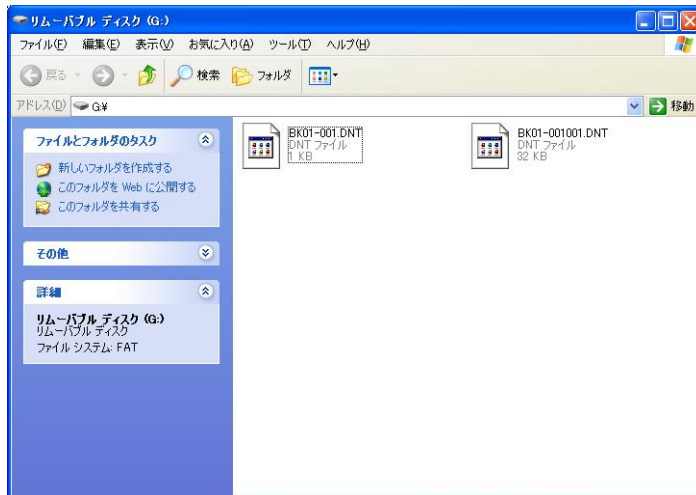 リムーバブル ディスク (G:)
ファイル(F) 編集(E) 表示(V) お気に入り(A) ツール(T) ヘルプ(H)
戻る 検索 フォルダ
アドレス(D) G:¥ 移動
ファイルとフォルダのタスク
新しいフォルダを作成する
このフォルダを Web に公開する
このフォルダを共有する
その他
詳細
リムーバブル ディスク (G:)
リムーバブル ディスク
ファイル システム: FAT
BK01-001.DNT
DNT ファイル
1 KB
BK01-001001.DNT
DNT ファイル
32 KB